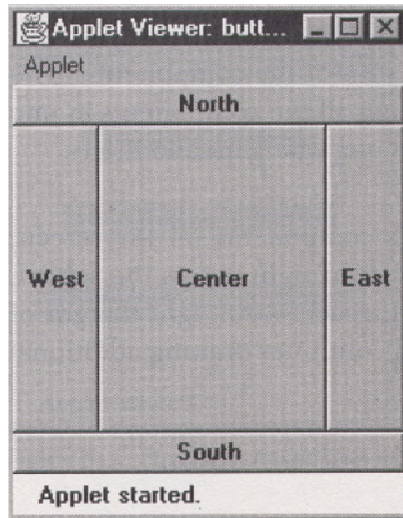 Applet Viewer: butt...
Applet
North
West Center East
South
Applet started.